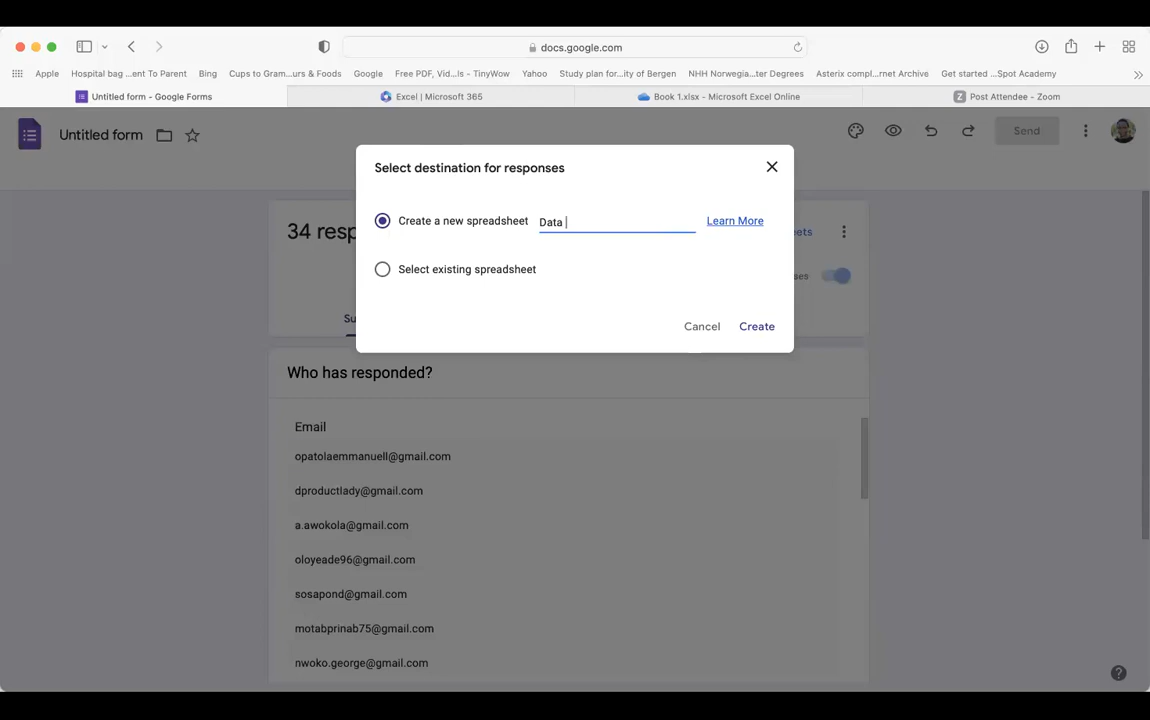 docs.google.com
Apple Hospital bag ...ent To Parent Bing Cups to Gram...urs & Foods Google Free PDF, Vid...ls - TinyWow Yahoo Study plan for...ity of Bergen NHH Norwegia...ter Degrees Asterix compl...rnet Archive Get started ...Spot Academy
Untitled form - Google Forms Excel | Microsoft 365 Book 1.xlsx - Microsoft Excel Online Z Post Attendee - Zoom
Untitled form Send
Select destination for responses
Create a new spreadsheet Data Learn More
34 resp eets
Select existing spreadsheet
ses
Su
Cancel Create
Who has responded?
Email
opatolaemmanuell@gmail.com
dproductlady@gmail.com
a.awokola@gmail.com
oloyeade96@gmail.com
sosapond@gmail.com
motabprinab75@gmail.com
nwoko.george@gmail.com